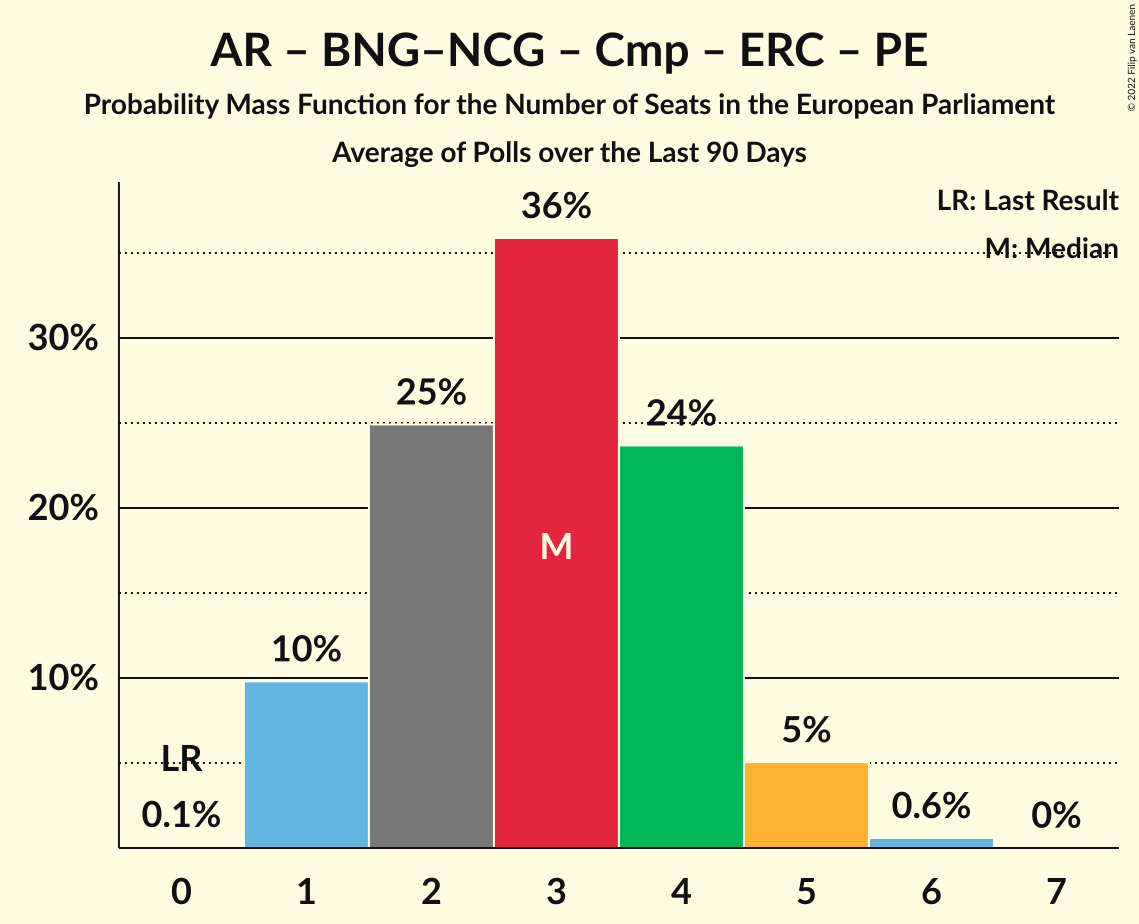 AR – BNG–NCG – Cmp – ERC – PE
Probability Mass Function for the Number of Seats in the European Parliament
Average of Polls over the Last 90 Days
© 2022 Filip van Laenen
LR: Last Result
M: Median
36%
30%
25%
24%
20%
M
10%
10%
5%
LR
0.1%
0.6%
0%
0 1 2 3 4 5 6 7